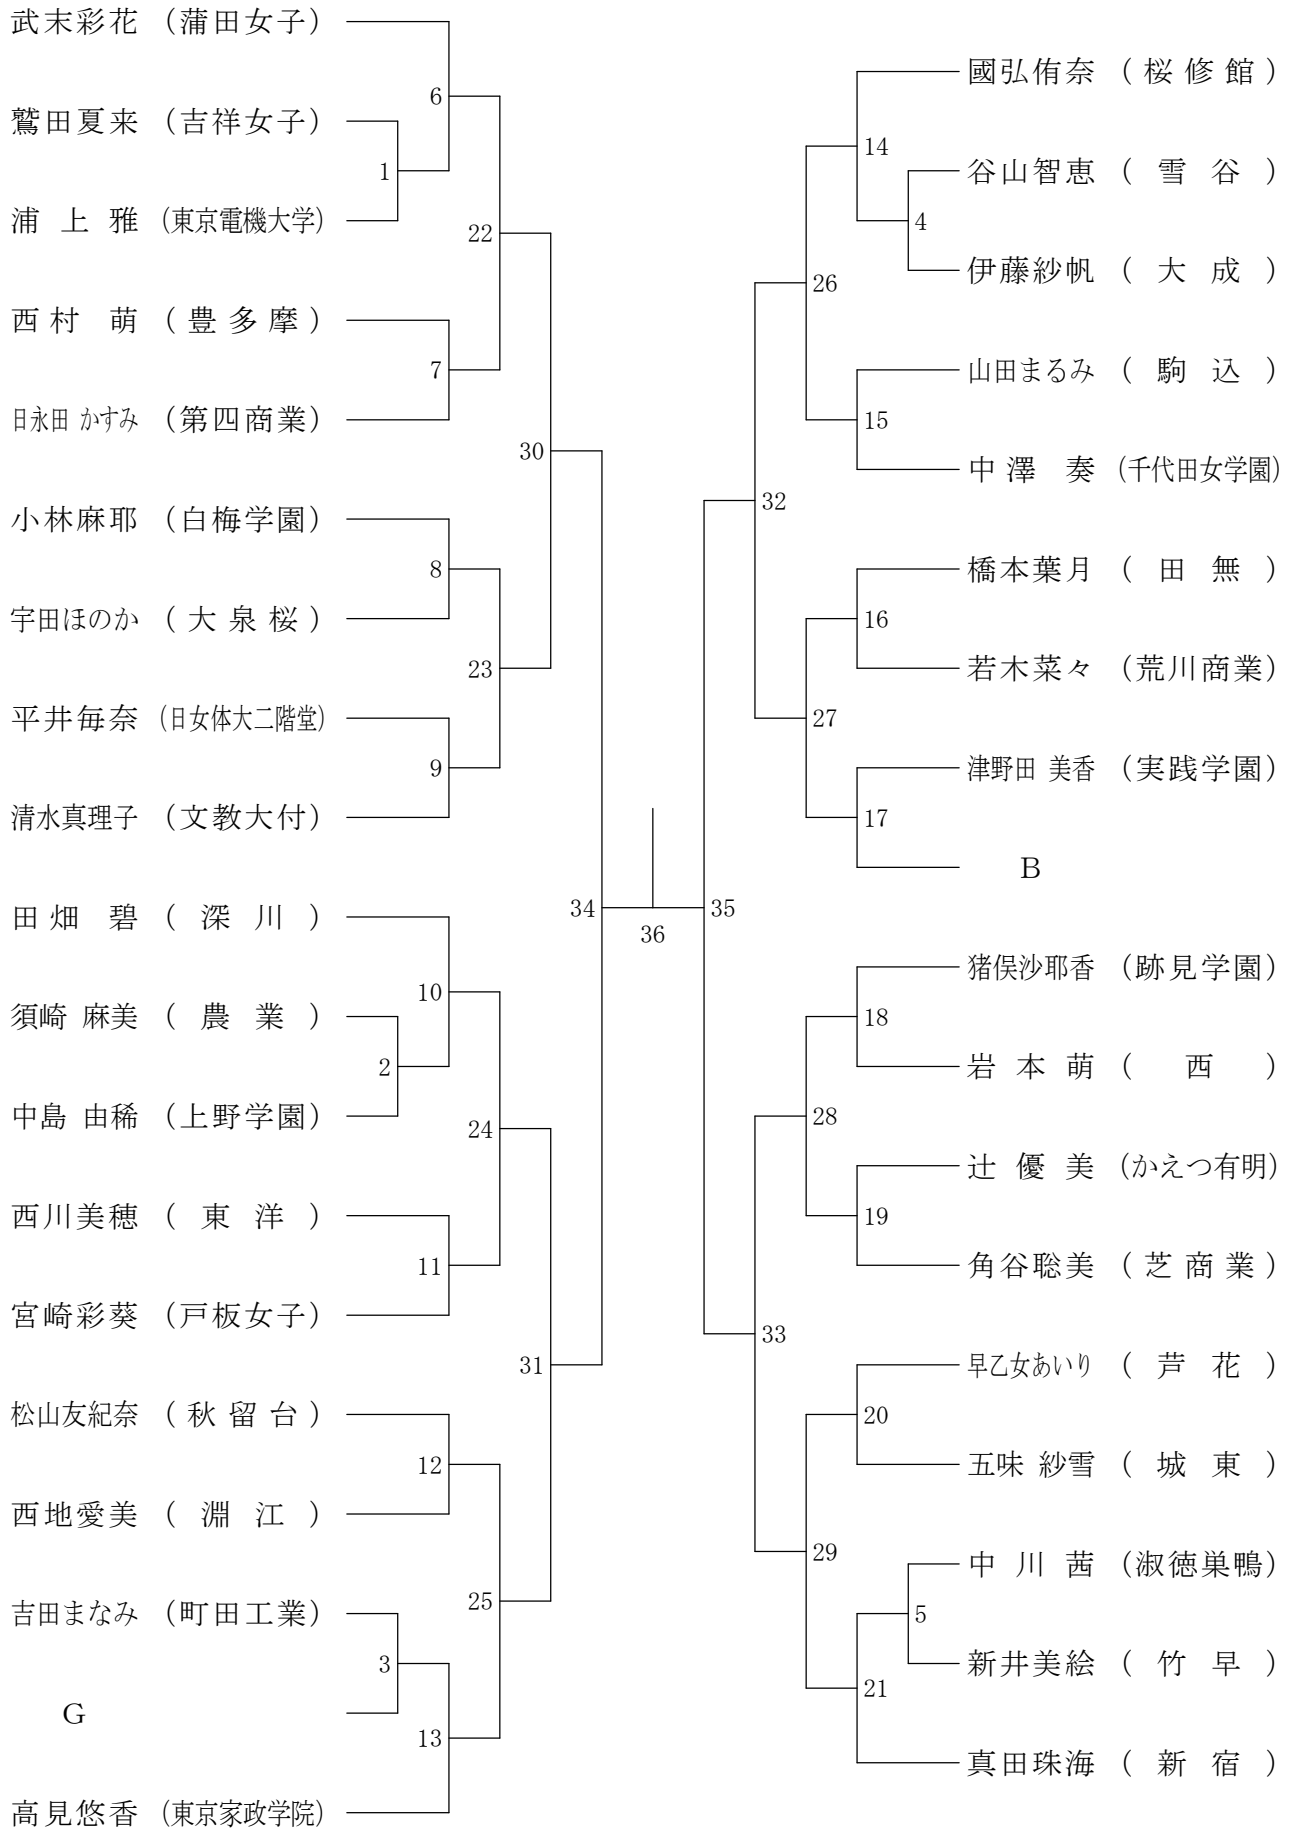 武末彩花 (蒲田女子)
鷲田夏来 (吉祥女子)
浦上雅 (東京電機大学)
西村 萌 (豊多摩)
日永田 かすみ (第四商業)
小林麻耶 (白梅学園)
宇田ほのか (大泉桜)
平井毎奈 (日女体大二階堂)
清水真理子 (文教大付)
田畑 碧 (深川)
須崎 麻美 (農業)
中島 由稀 (上野学園)
西川美穂 (東洋)
宮崎彩葵 (戸板女子)
松山友紀奈 (秋留台)
西地愛美 (淵江)
吉田まなみ (町田工業)
G
高見悠香 (東京家政学院)
1
2
3
6
7
8
9
10
11
12
13
22
23
24
25
30
31
34
36
35
32
33
26
27
28
29
14
15
16
17
18
19
20
21
4
5
國弘侑奈 (桜修館)
谷山智恵 (雪谷)
伊藤紗帆 (大成)
山田まるみ (駒込)
中澤 奏 (千代田女学園)
橋本葉月 (田無)
若木菜々 (荒川商業)
津野田 美香 (実践学園)
B
猪俣沙耶香 (跡見学園)
岩本萌 (西)
辻優美 (かえつ有明)
角谷聡美 (芝商業)
早乙女あいり (芦花)
五味 紗雪 (城東)
中川茜 (淑徳巣鴨)
新井美絵 (竹早)
真田珠海 (新宿)